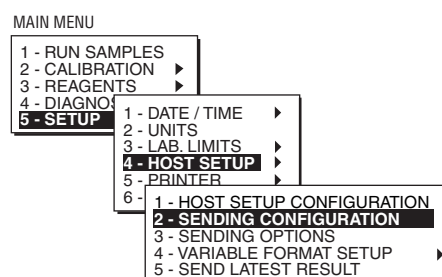 MAIN MENU
1 - RUN SAMPLES
2 - CALIBRATION
3 - REAGENTS
4 - DIAGNOS
5 - SETUP
1 - DATE / TIME
2 - UNITS
3 - LAB. LIMITS
4 - HOST SETUP
5 - PRINTER
6 -
1 - HOST SETUP CONFIGURATION
2 - SENDING CONFIGURATION
3 - SENDING OPTIONS
4 - VARIABLE FORMAT SETUP
5 - SEND LATEST RESULT